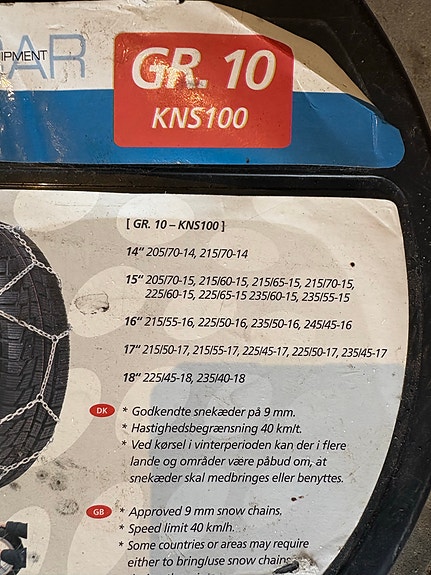 IPMENT
AR
GR. 10
KNS100
[ GR. 10 – KNS100 ]
14“ 205/70-14, 215/70-14
15“ 205/70-15, 215/60-15, 215/65-15, 215/70-15,
225/60-15, 225/65-15 235/60-15, 235/55-15
16“ 215/55-16, 225/50-16, 235/50-16, 245/45-16
17“ 215/50-17, 215/55-17, 225/45-17, 225/50-17, 235/45-17
18“ 225/45-18, 235/40-18
DK * Godkendte snekæder på 9 mm.
* Hastighedsbegrænsning 40 km/t.
* Ved kørsel i vinterperioden kan der i flere
lande og områder være påbud om, at
snekæder skal medbringes eller benyttes.
GB * Approved 9 mm snow chains.
* Speed limit 40 km/h.
* Some countries or areas may require
either to bring/use snow chains